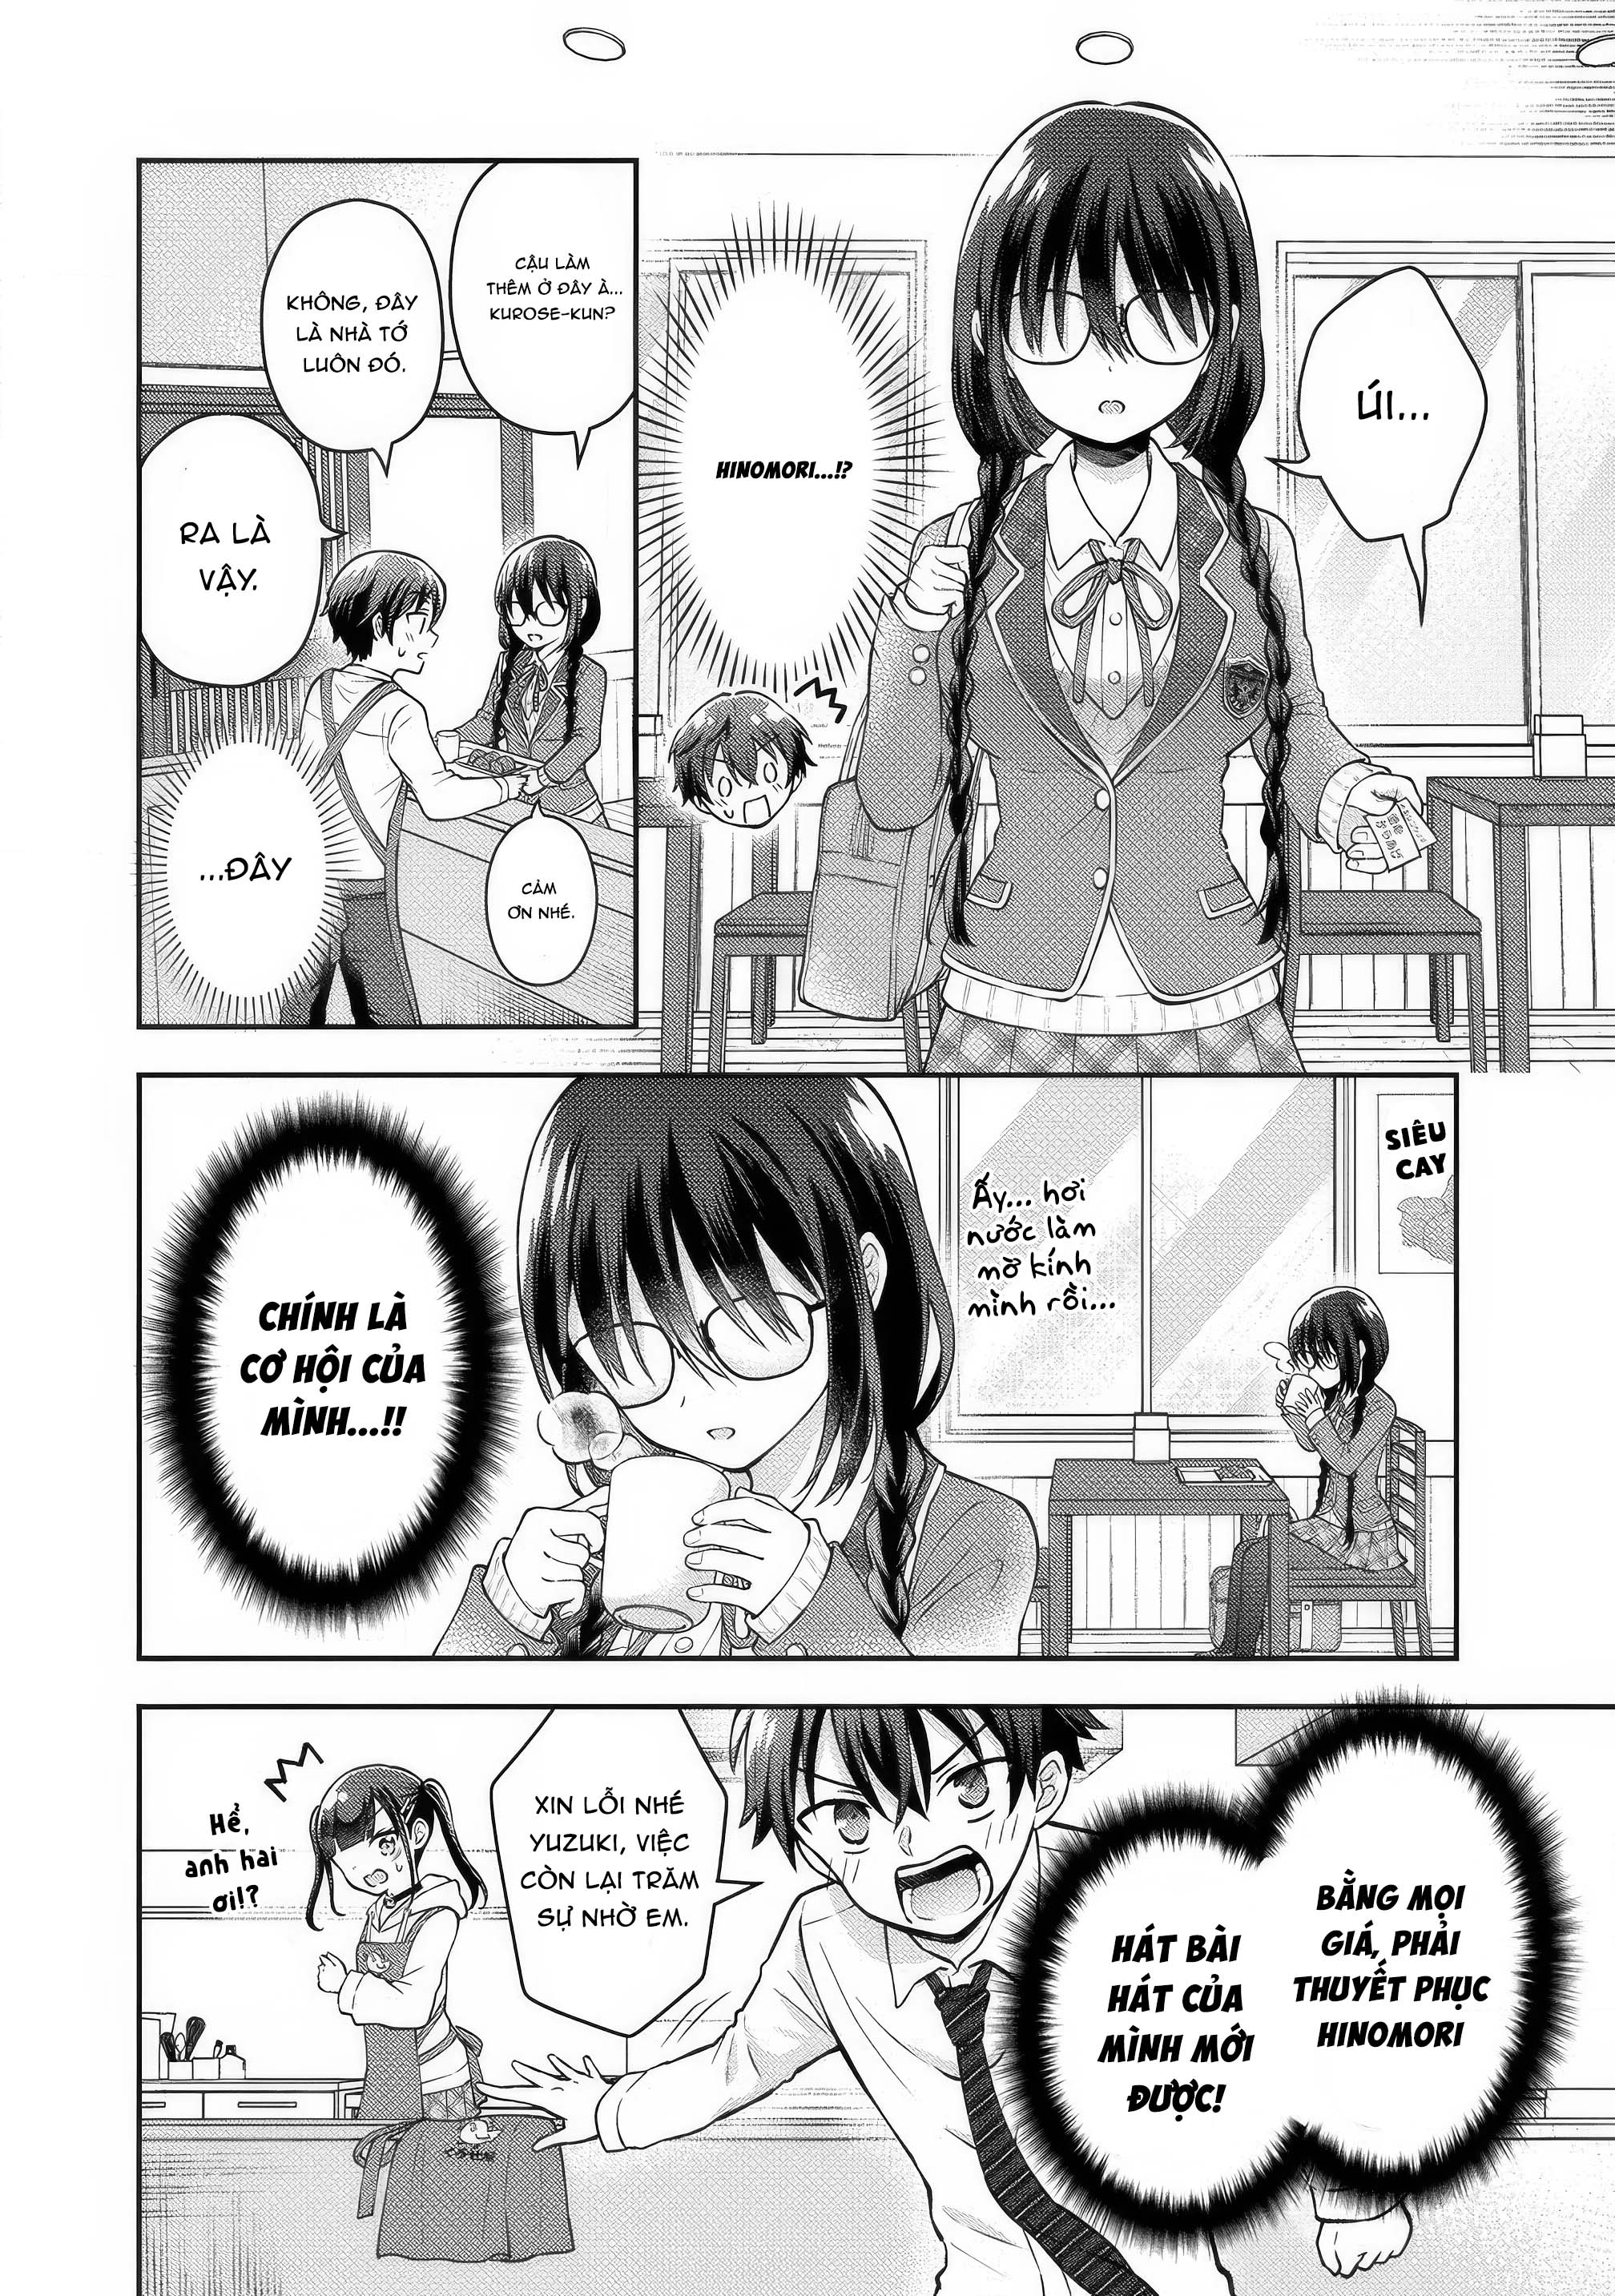 ÚI...
HINOMORI...!?
CẬU LÀM
THÊM Ở ĐÂY À...
KUROSE-KUN?
KHÔNG, ĐÂY
LÀ NHÀ TỚ
LUÔN ĐÓ.
RA LÀ
VẬY.
CẢM
ƠN NHÉ.
...ĐÂY
SIÊU
CAY
Ấy... hơi
nước làm
mờ kính
mình rồi...
CHÍNH LÀ
CƠ HỘI CỦA
MÌNH...!!
BẰNG MỌI
GIÁ, PHẢI
THUYẾT PHỤC
HINOMORI
HÁT BÀI
HÁT CỦA
MÌNH MỚI
ĐƯỢC!
XIN LỖI NHÉ
YUZUKI, VIỆC
CÒN LẠI TRĂM
SỰ NHỜ EM.
Hể,
anh hai
ơi!?